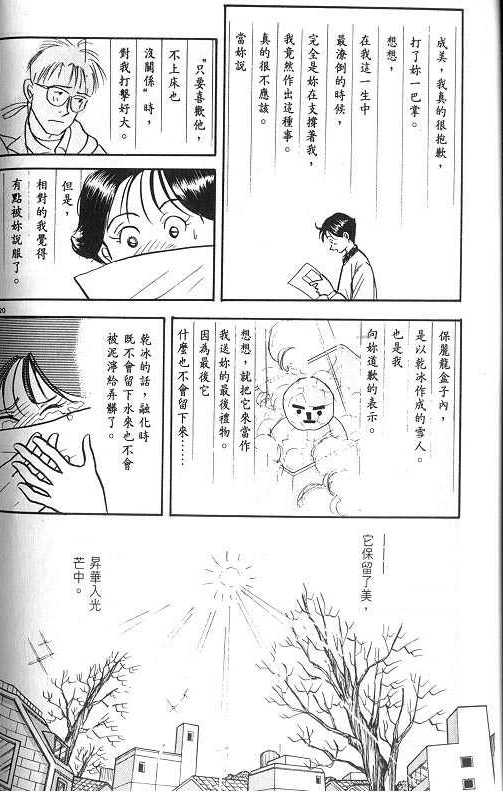 成美，我真的很抱歉，
打了妳一巴掌。
想想，
在我這一生中
最潦倒的時候，
完全是妳在支撐著我，
我竟然作出這種事。
真的很不應該。
當妳說
“只要喜歡他，
不上床也
沒關係”時，
對我打擊好大。
但是，
相對的我覺得
有點被妳說服了。
20
保麗龍盒子內，
是以乾冰作成的雪人。
也是我
向妳道歉的表示。
想想，就把它來當作
我送妳的最後禮物。
因為最後它
什麼也不會留下來……
乾冰的話，融化時
既不會留下水來也不會
被泥濘給弄髒了。
——
它保留了美，
昇華入光
芒中。